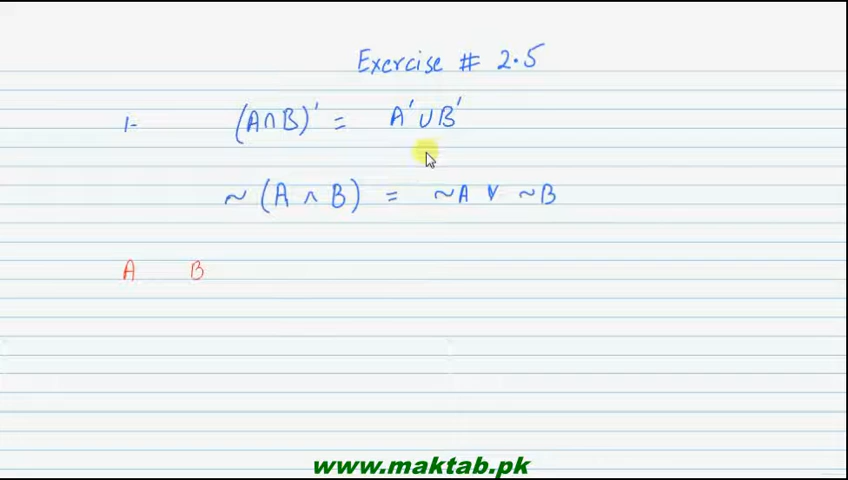 Exercise # 2.5
1- (A∩B)' = A'∪B'
~(A ∧ B) = ~A ∨ ~B
A B
www.maktab.pk